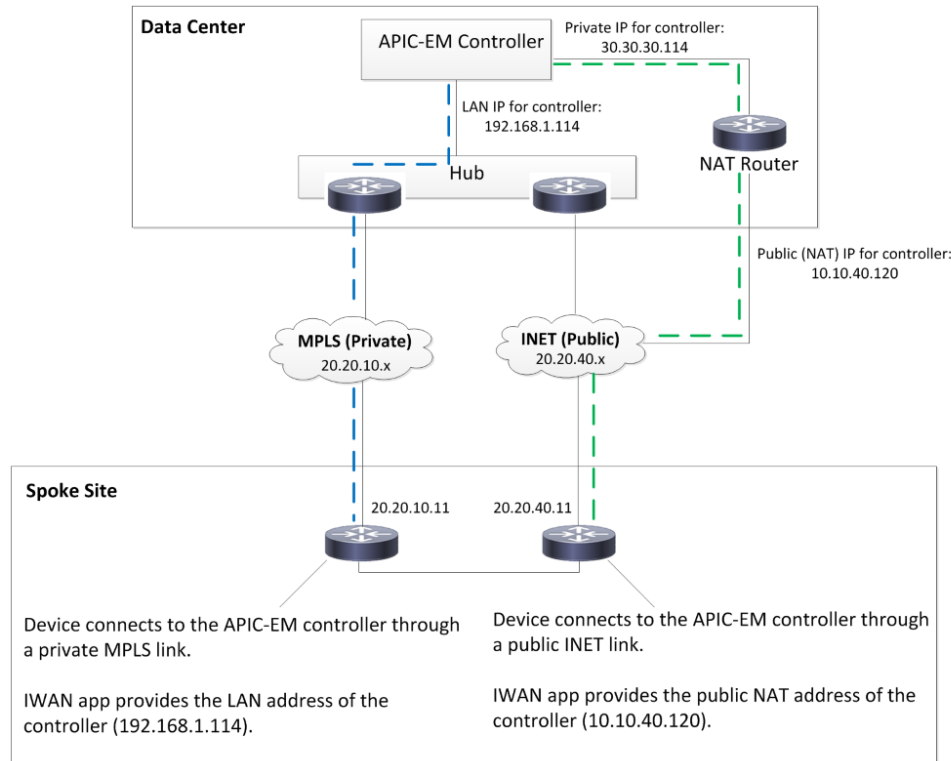 Data Center
APIC-EM Controller
Private IP for controller:
30.30.30.114
LAN IP for controller:
192.168.1.114
Hub
NAT Router
Public (NAT) IP for controller:
10.10.40.120
MPLS (Private)
20.20.10.x
INET (Public)
20.20.40.x
Spoke Site
20.20.10.11
20.20.40.11
Device connects to the APIC-EM controller through
a private MPLS link.
IWAN app provides the LAN address of the
controller (192.168.1.114).
Device connects to the APIC-EM controller through
a public INET link.
IWAN app provides the public NAT address of the
controller (10.10.40.120).